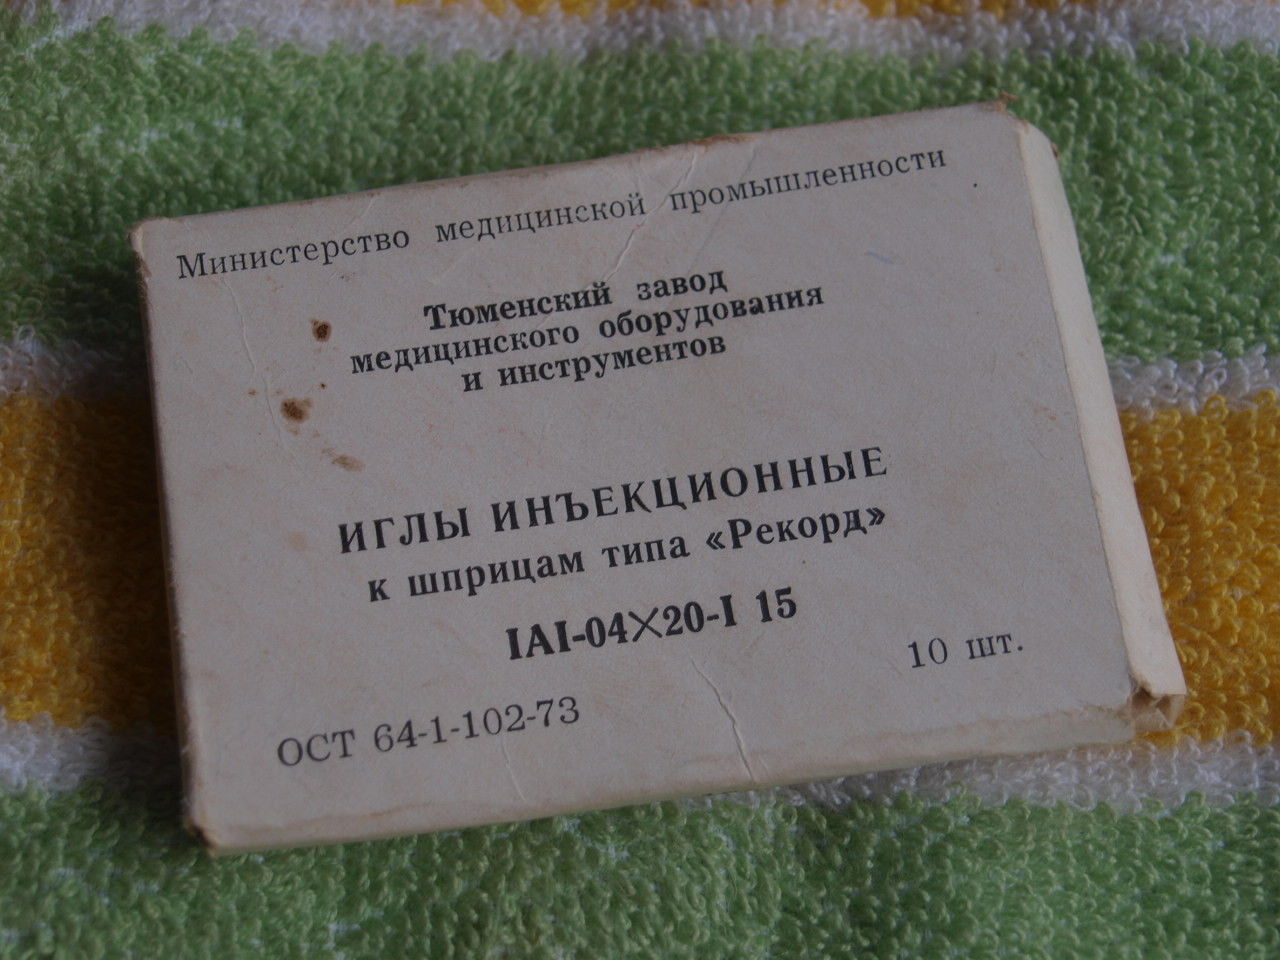 Министерство медицинской промышленности
Тюменский завод
медицинского оборудования
и инструментов
ИГЛЫ ИНЪЕКЦИОННЫЕ
к шприцам типа «Рекорд»
IAI-04×20-I 15
10 шт.
ОСТ 64-1-102-73